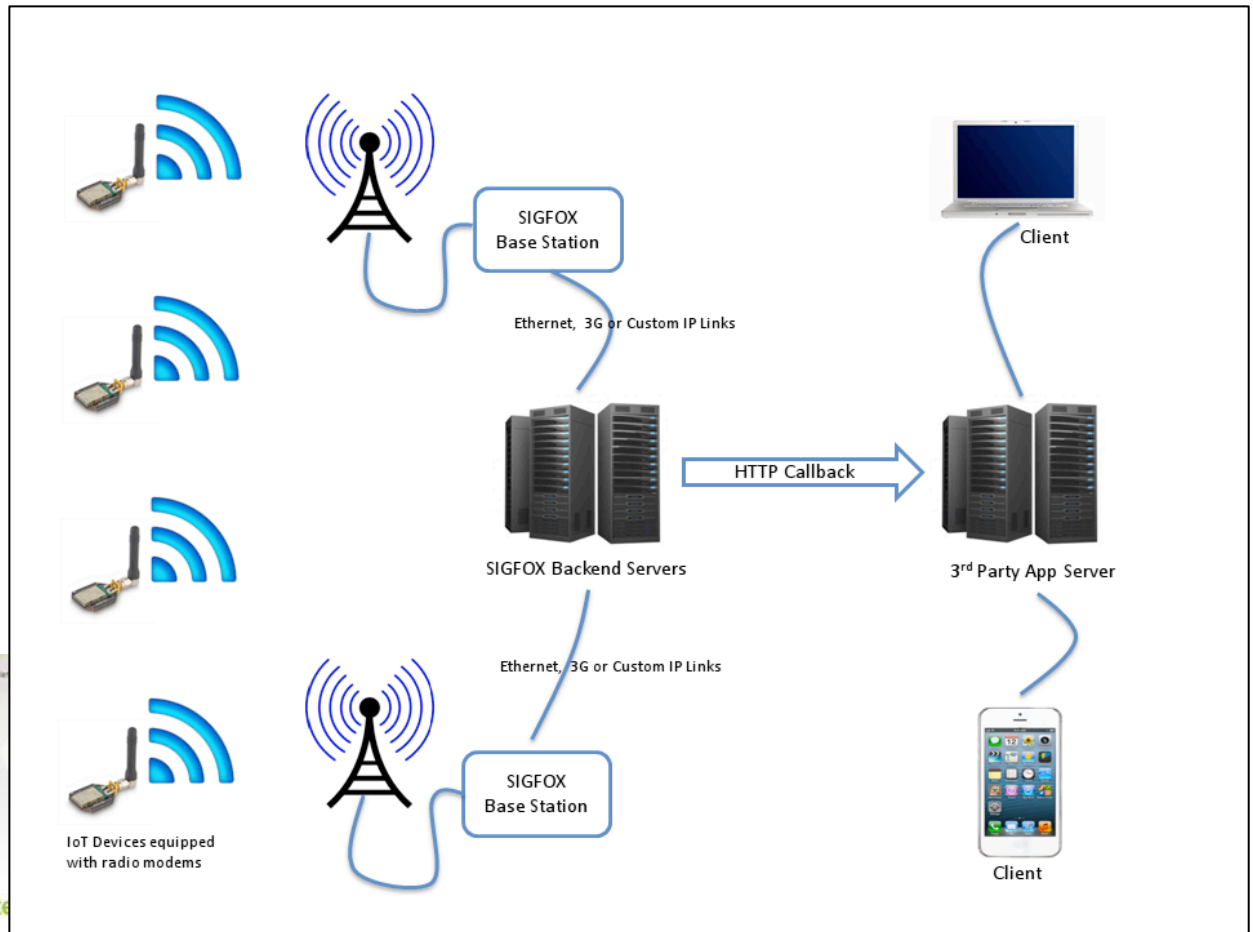 SIGFOX
Base Station
Client
Ethernet, 3G or Custom IP Links
HTTP Callback
SIGFOX Backend Servers
3rd Party App Server
Ethernet, 3G or Custom IP Links
SIGFOX
Base Station
IoT Devices equipped
with radio modems
Client